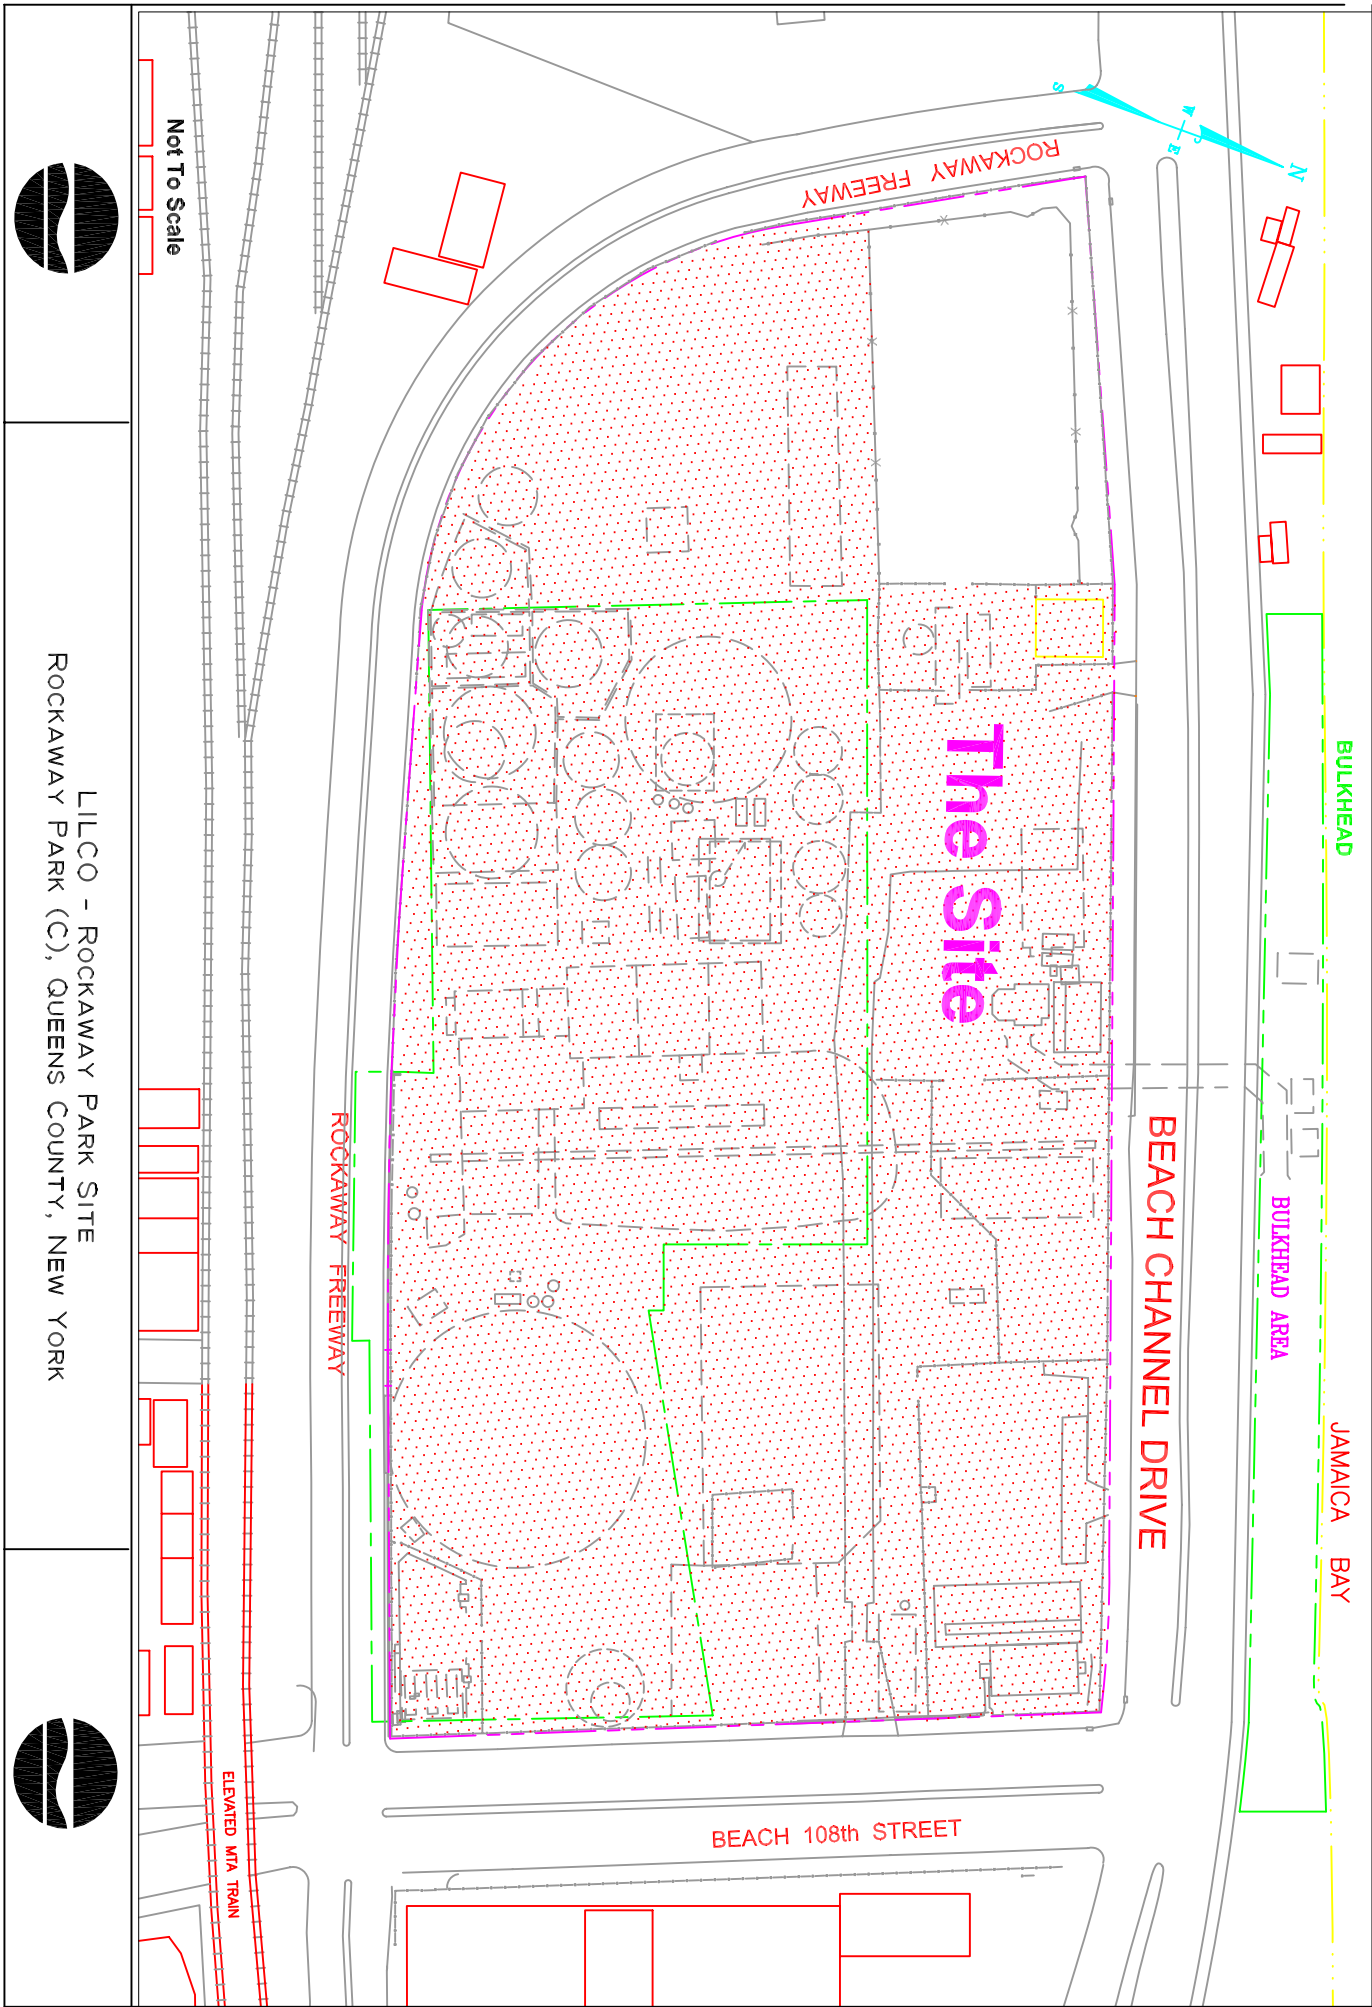 JAMAICA BAY
BULKHEAD
BULKHEAD AREA
N
W
E
S
BEACH CHANNEL DRIVE
The Site
ROCKAWAY FREEWAY
BEACH 108th STREET
ROCKAWAY FREEWAY
ELEVATED MTA TRAIN
Not To Scale
LILCO - ROCKAWAY PARK SITE
ROCKAWAY PARK (C), QUEENS COUNTY, NEW YORK